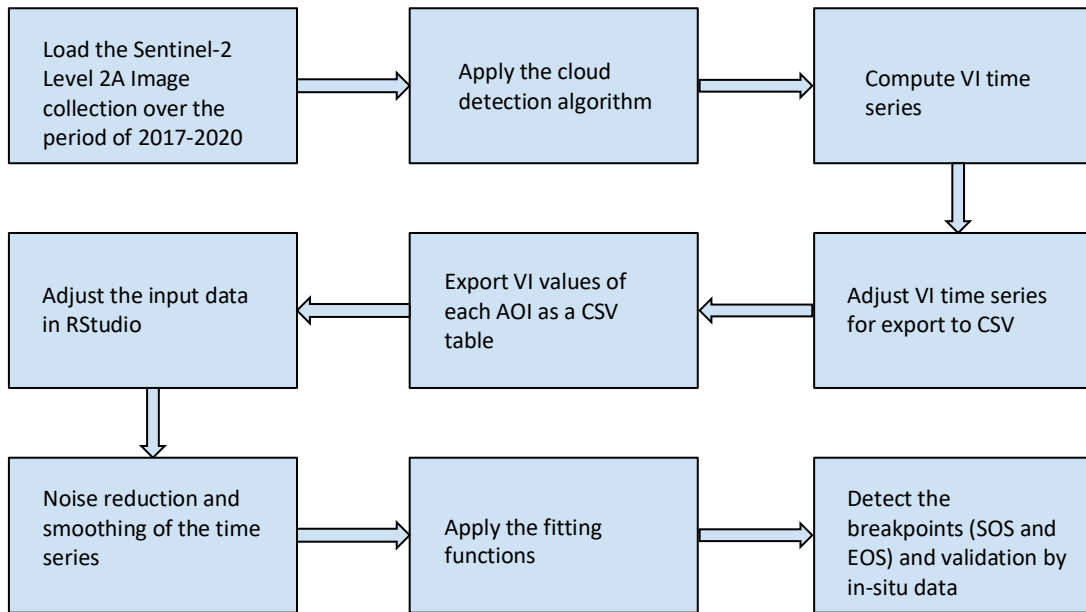 Load the Sentinel-2
Level 2A Image
collection over the
period of 2017-2020
Apply the cloud
detection algorithm
Compute VI time
series
Adjust VI time series
for export to CSV
Export VI values of
each AOI as a CSV
table
Adjust the input data
in RStudio
Noise reduction and
smoothing of the time
series
Apply the fitting
functions
Detect the
breakpoints (SOS and
EOS) and validation by
in-situ data